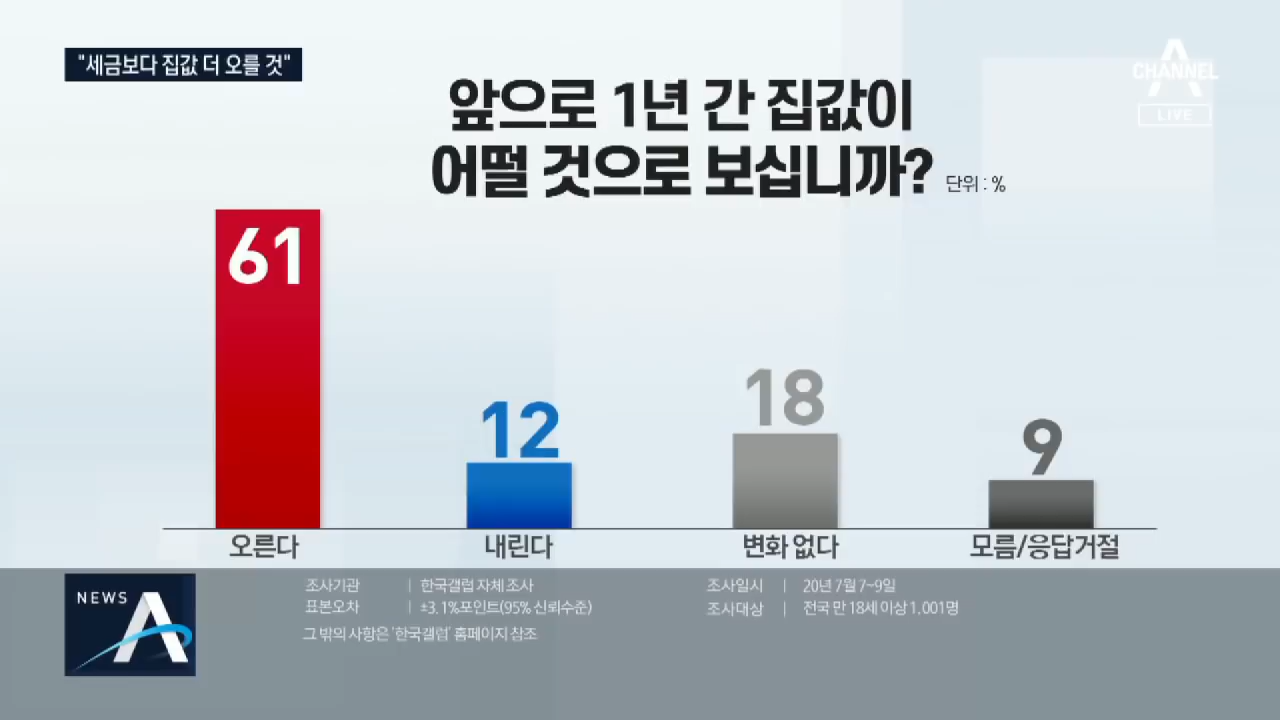 "세금보다 집값 더 오를 것"
CHANNEL A
LIVE
앞으로 1년 간 집값이
어떨 것으로 보십니까?
단위 : %
61
12
18
9
오른다
내린다
변화 없다
모름/응답거절
NEWS A
조사기관 | 한국갤럽 자체 조사
표본오차 | ±3.1%포인트(95% 신뢰수준)
그 밖의 사항은 '한국갤럽' 홈페이지 참조
조사일시 | 20년 7월 7~9일
조사대상 | 전국 만 18세 이상 1,001명